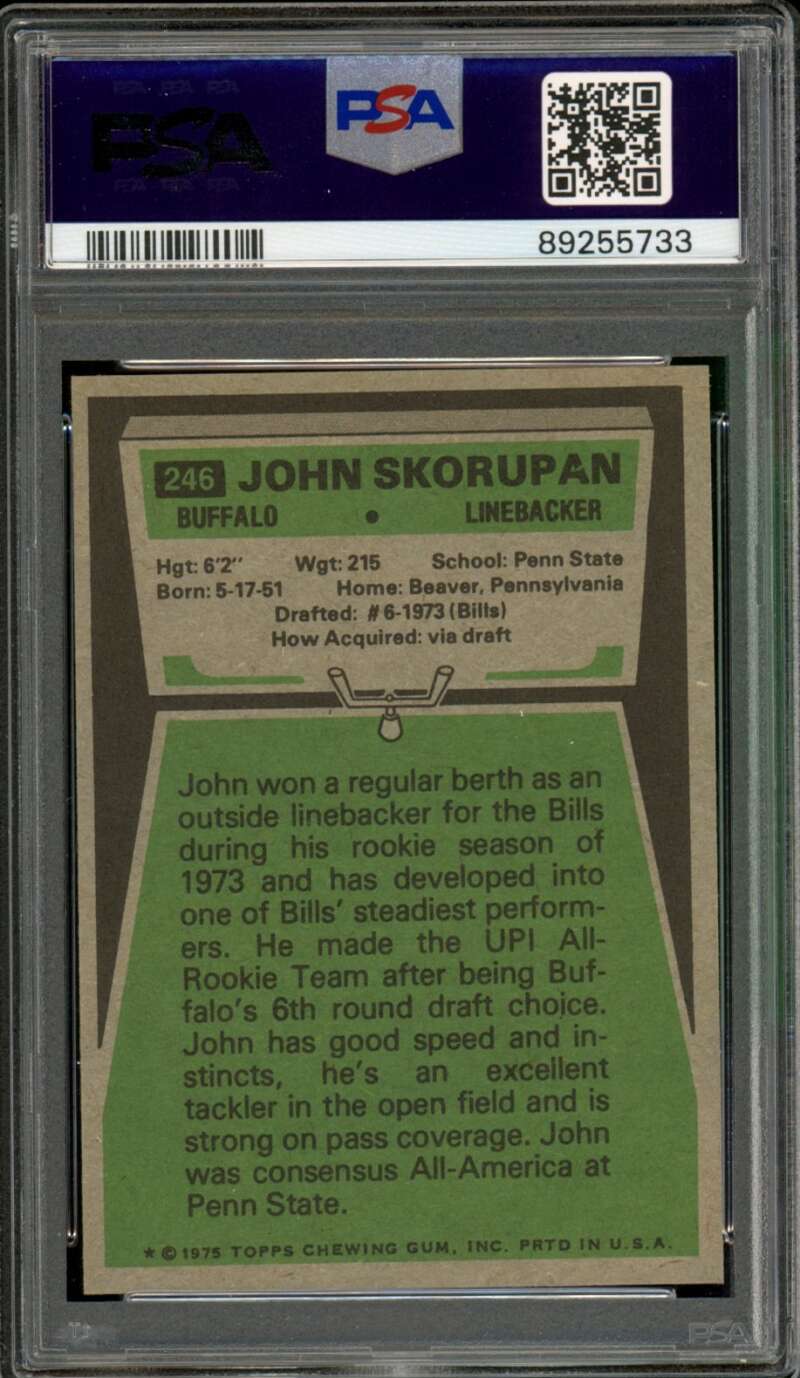 PSA
PSA
89255733
246 JOHN SKORUPAN
BUFFALO • LINEBACKER
Hgt: 6'2" Wgt: 215 School: Penn State
Born: 5-17-51 Home: Beaver, Pennsylvania
Drafted: #6-1973 (Bills)
How Acquired: via draft
John won a regular berth as an
outside linebacker for the Bills
during his rookie season of
1973 and has developed into
one of Bills' steadiest perform-
ers. He made the UPI All-
Rookie Team after being Buf-
falo's 6th round draft choice.
John has good speed and in-
stincts, he's an excellent
tackler in the open field and is
strong on pass coverage. John
was consensus All-America at
Penn State.
★ © 1975 TOPPS CHEWING GUM, INC. PRTD IN U.S.A.
PSA